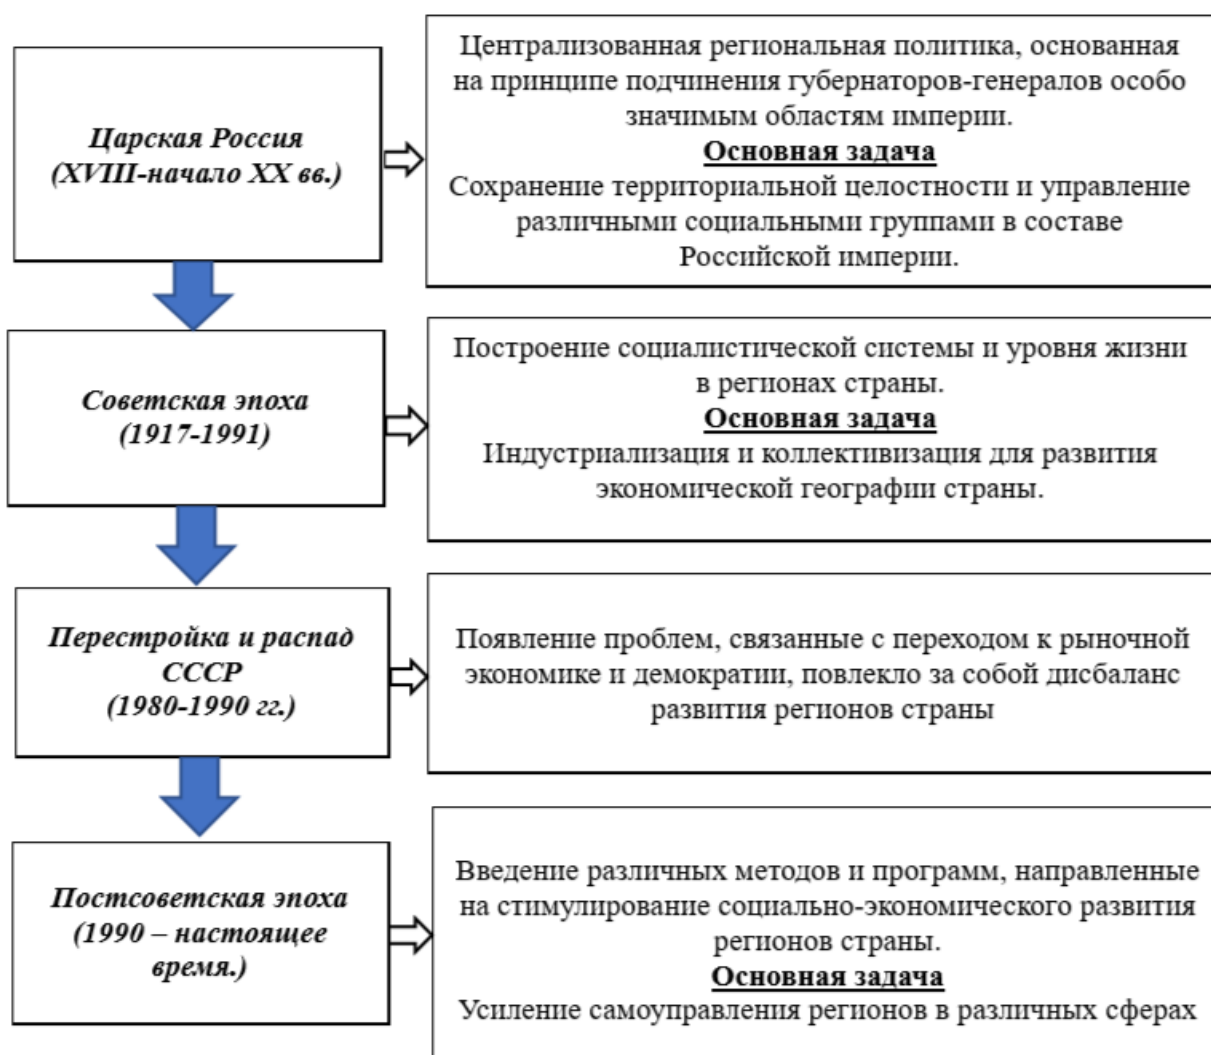 Царская Россия
(XVIII-начало XX вв.)
Централизованная региональная политика, основанная
на принципе подчинения губернаторов-генералов особо
значимым областям империи.
Основная задача
Сохранение территориальной целостности и управление
различными социальными группами в составе
Российской империи.
Советская эпоха
(1917-1991)
Построение социалистической системы и уровня жизни
в регионах страны.
Основная задача
Индустриализация и коллективизация для развития
экономической географии страны.
Перестройка и распад
СССР
(1980-1990 гг.)
Появление проблем, связанные с переходом к рыночной
экономике и демократии, повлекло за собой дисбаланс
развития регионов страны
Постсоветская эпоха
(1990 – настоящее
время.)
Введение различных методов и программ, направленные
на стимулирование социально-экономического развития
регионов страны.
Основная задача
Усиление самоуправления регионов в различных сферах